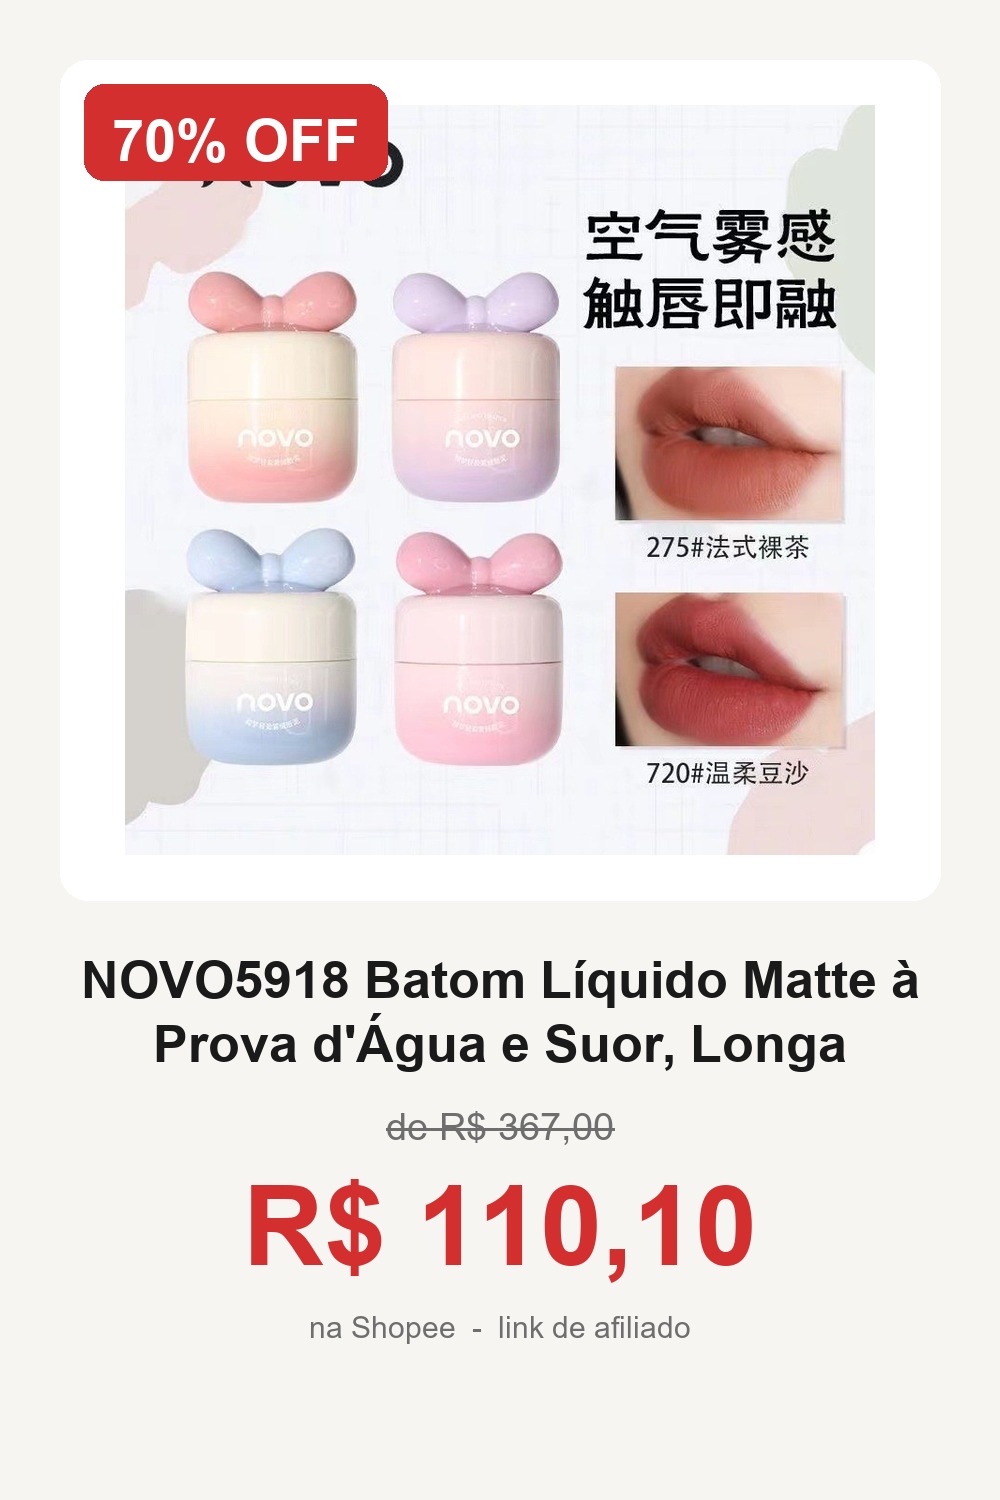 70% OFF
空气雾感
触唇即融
novo
novo
275#法式裸茶
novo
novo
720#温柔豆沙
NOVO5918 Batom Líquido Matte à
Prova d'Água e Suor, Longa
de R$ 367,00
R$ 110,10
na Shopee - link de afiliado